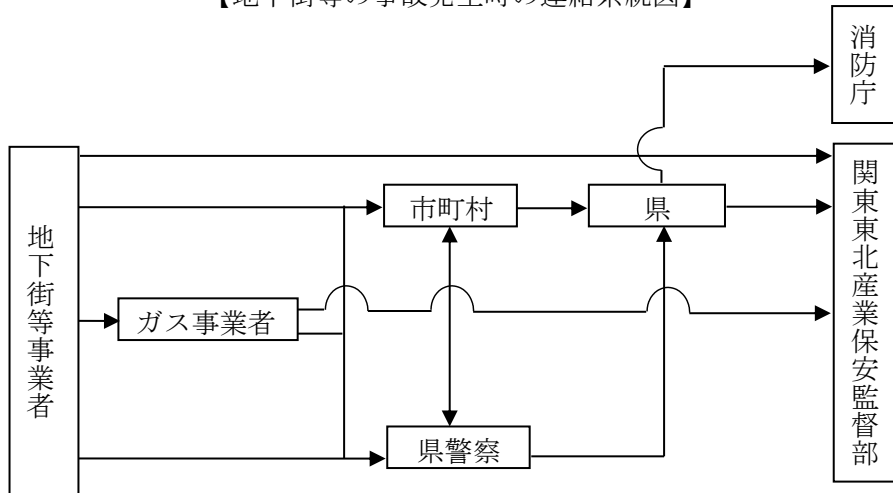 【地下街等の事故発生時の連絡系統図】
消防庁
関東東北産業保安監督部
地下街等事業者
市町村
県
ガス事業者
県警察